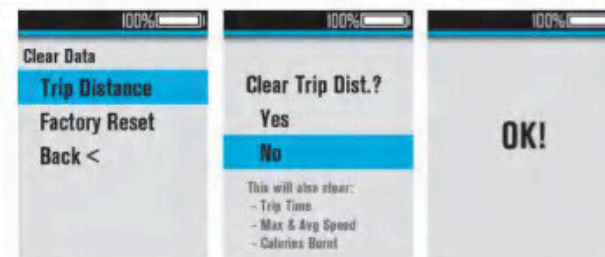 100%
Clear Data
Trip Distance
Factory Reset
Back <
100%
Clear Trip Dist.?
Yes
No
This will also clear:
- Trip Time
- Max & Avg Speed
- Calories Burnt
100%
OK!